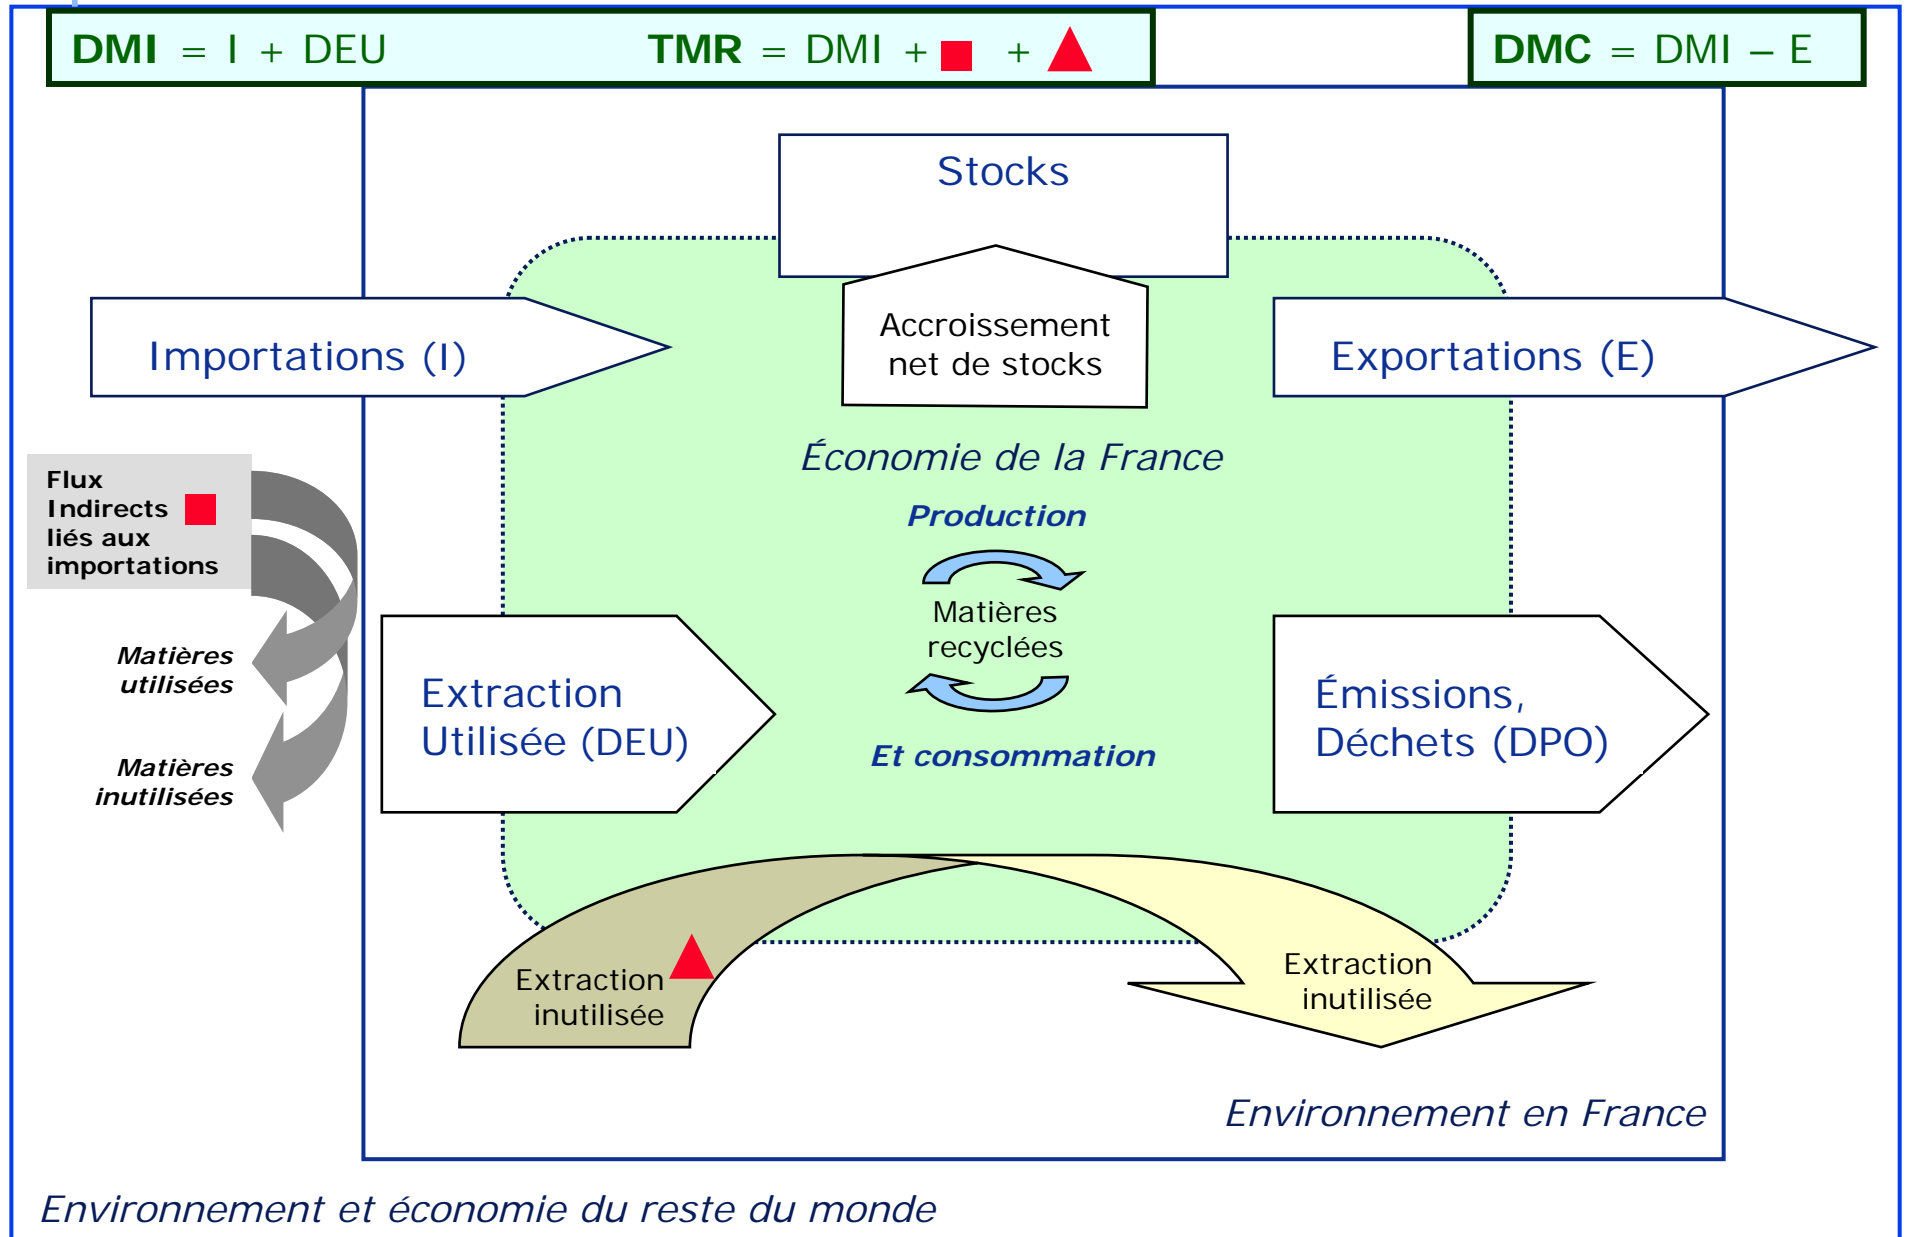 DMI = I + DEU
TMR = DMI + +
DMC = DMI – E
Stocks
Importations (I)
Accroissement
net de stocks
Exportations (E)
Économie de la France
Flux
Indirects
liés aux
importations
Production
Matières
recyclées
Matières
utilisées
Extraction
Utilisée (DEU)
Émissions,
Déchets (DPO)
Et consommation
Matières
inutilisées
Extraction
inutilisée
Extraction
inutilisée
Environnement en France
Environnement et économie du reste du monde